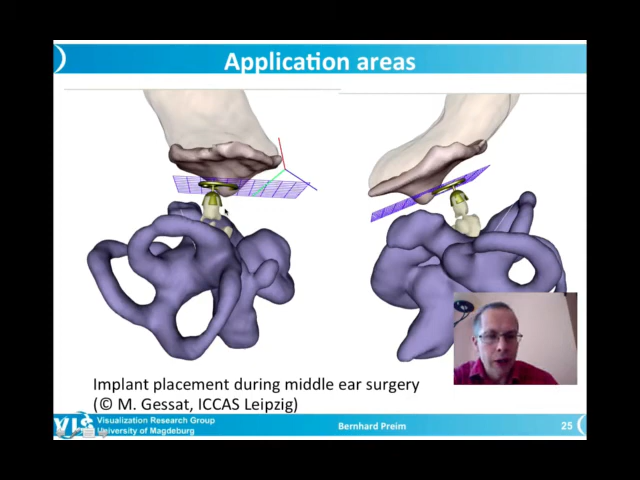 Application areas
Implant placement during middle ear surgery
(© M. Gessat, ICCAS Leipzig)
VIS
Visualization Research Group
University of Magdeburg
Bernhard Preim
25